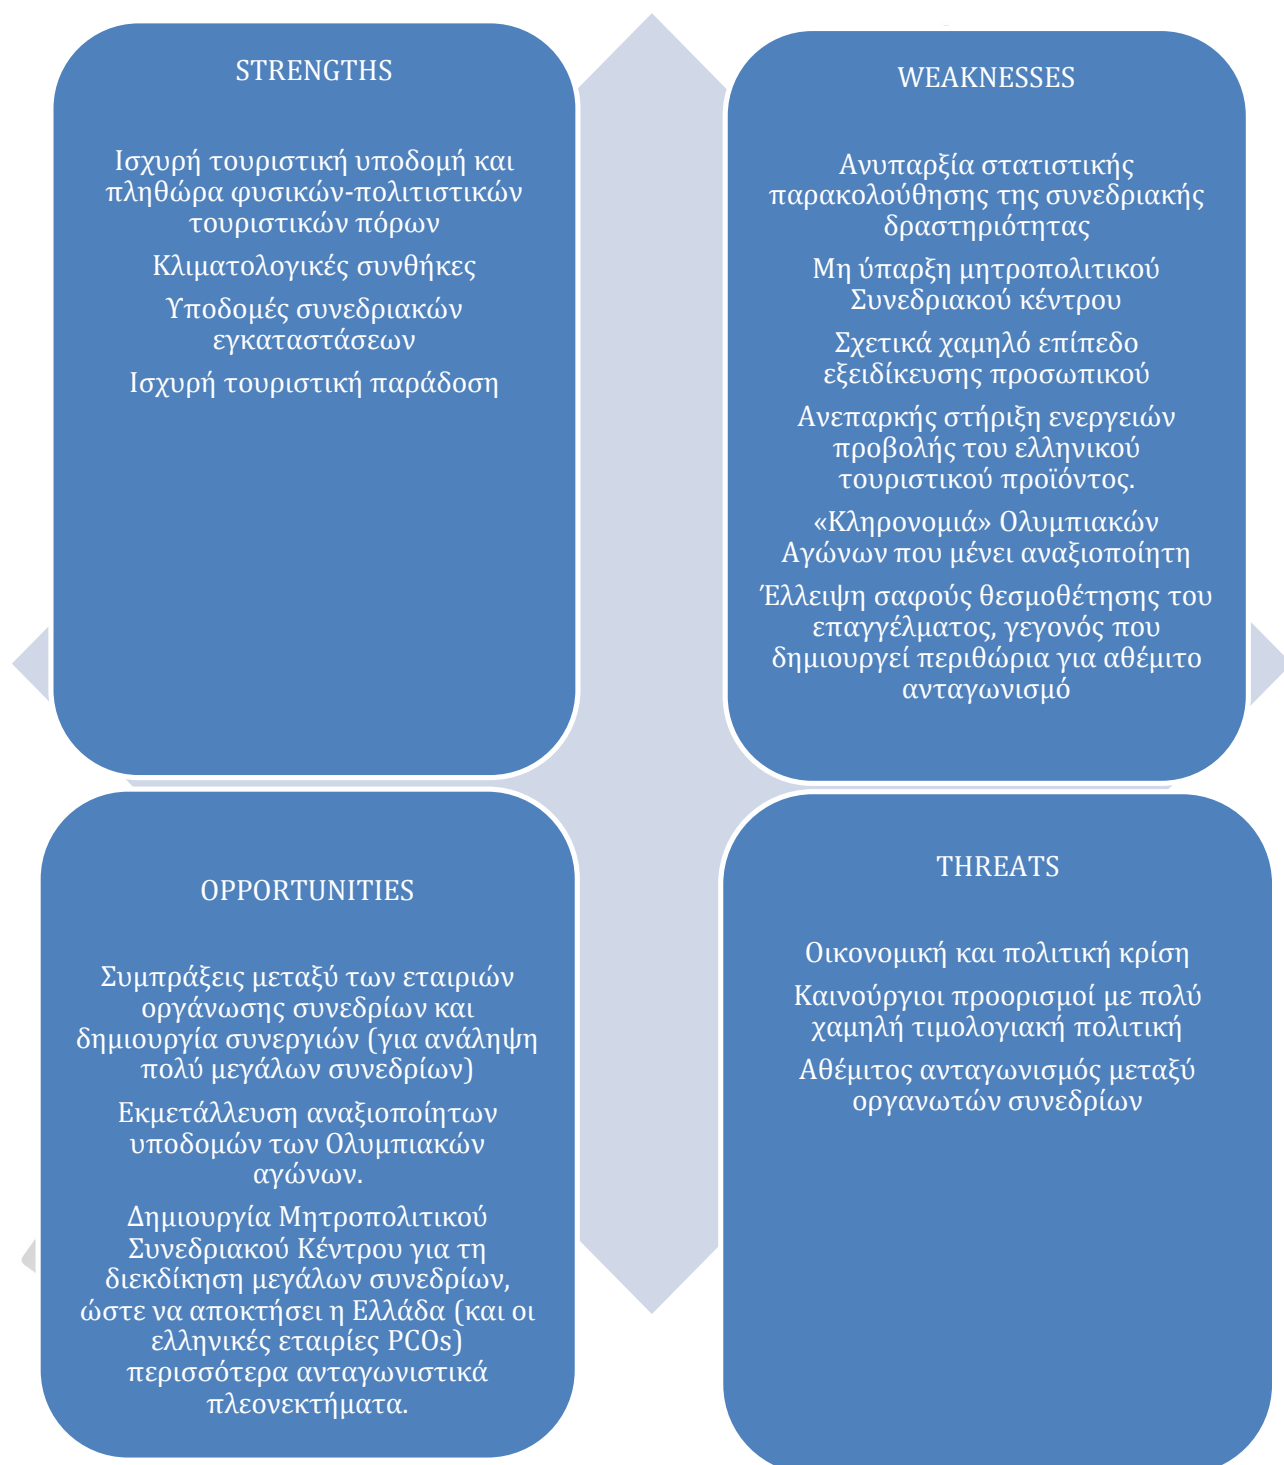 STRENGTHS
Ισχυρή τουριστική υποδομή και
πληθώρα φυσικών-πολιτιστικών
τουριστικών πόρων
Κλιματολογικές συνθήκες
Υποδομές συνεδριακών
εγκαταστάσεων
Ισχυρή τουριστική παράδοση
WEAKNESSES
Ανυπαρξία στατιστικής
παρακολούθησης της συνεδριακής
δραστηριότητας
Μη ύπαρξη μητροπολιτικού
Συνεδριακού κέντρου
Σχετικά χαμηλό επίπεδο
εξειδίκευσης προσωπικού
Ανεπαρκής στήριξη ενεργειών
προβολής του ελληνικού
τουριστικού προϊόντος.
«Κληρονομιά» Ολυμπιακών
Αγώνων που μένει αναξιοποίητη
Έλλειψη σαφούς θεσμοθέτησης του
επαγγέλματος, γεγονός που
δημιουργεί περιθώρια για αθέμιτο
ανταγωνισμό
OPPORTUNITIES
Συμπράξεις μεταξύ των εταιριών
οργάνωσης συνεδρίων και
δημιουργία συνεργιών (για ανάληψη
πολύ μεγάλων συνεδρίων)
Εκμετάλλευση αναξιοποίητων
υποδομών των Ολυμπιακών
αγώνων.
Δημιουργία Μητροπολιτικού
Συνεδριακού Κέντρου για τη
διεκδίκηση μεγάλων συνεδρίων,
ώστε να αποκτήσει η Ελλάδα (και οι
ελληνικές εταιρίες PCOs)
περισσότερα ανταγωνιστικά
πλεονεκτήματα.
THREATS
Οικονομική και πολιτική κρίση
Καινούργιοι προορισμοί με πολύ
χαμηλή τιμολογιακή πολιτική
Αθέμιτος ανταγωνισμός μεταξύ
οργανωτών συνεδρίων